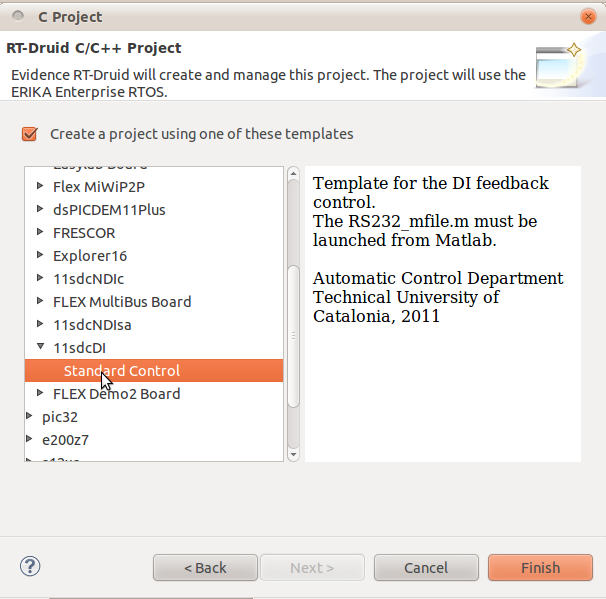 C Project
RT-Druid C/C++ Project
Evidence RT-Druid will create and manage this project. The project will use the
ERIKA Enterprise RTOS.
Create a project using one of these templates
Easylab Board
Flex MiWiP2P
dsPICDEM11Plus
FRESCOR
Explorer16
11sdcNDIc
FLEX MultiBus Board
11sdcNDIsa
11sdcDI
Standard Control
FLEX Demo2 Board
pic32
e200z7
Template for the DI feedback
control.
The RS232_mfile.m must be
launched from Matlab.
Automatic Control Department
Technical University of
Catalonia, 2011
?
< Back
Next >
Cancel
Finish